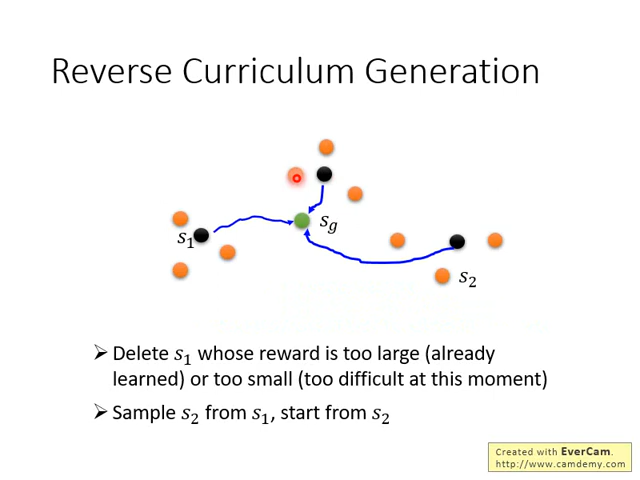 Reverse Curriculum Generation
s_g
s_1
s_2
➢ Delete s_1 whose reward is too large (already
learned) or too small (too difficult at this moment)
➢ Sample s_2 from s_1, start from s_2
Created with EverCam.
http://www.camdemy.com